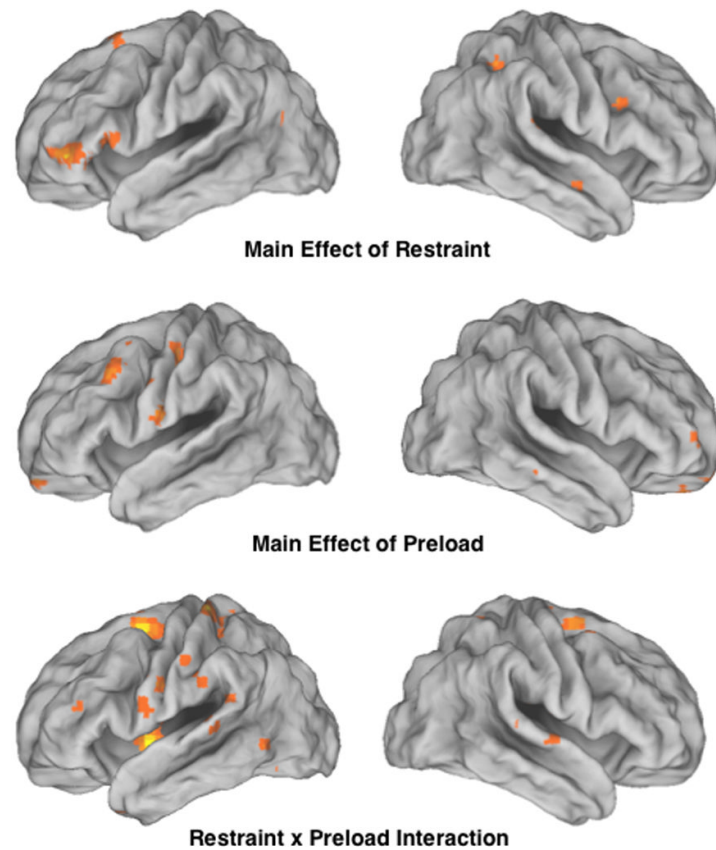 Main Effect of Restraint
Main Effect of Preload
Restraint x Preload Interaction